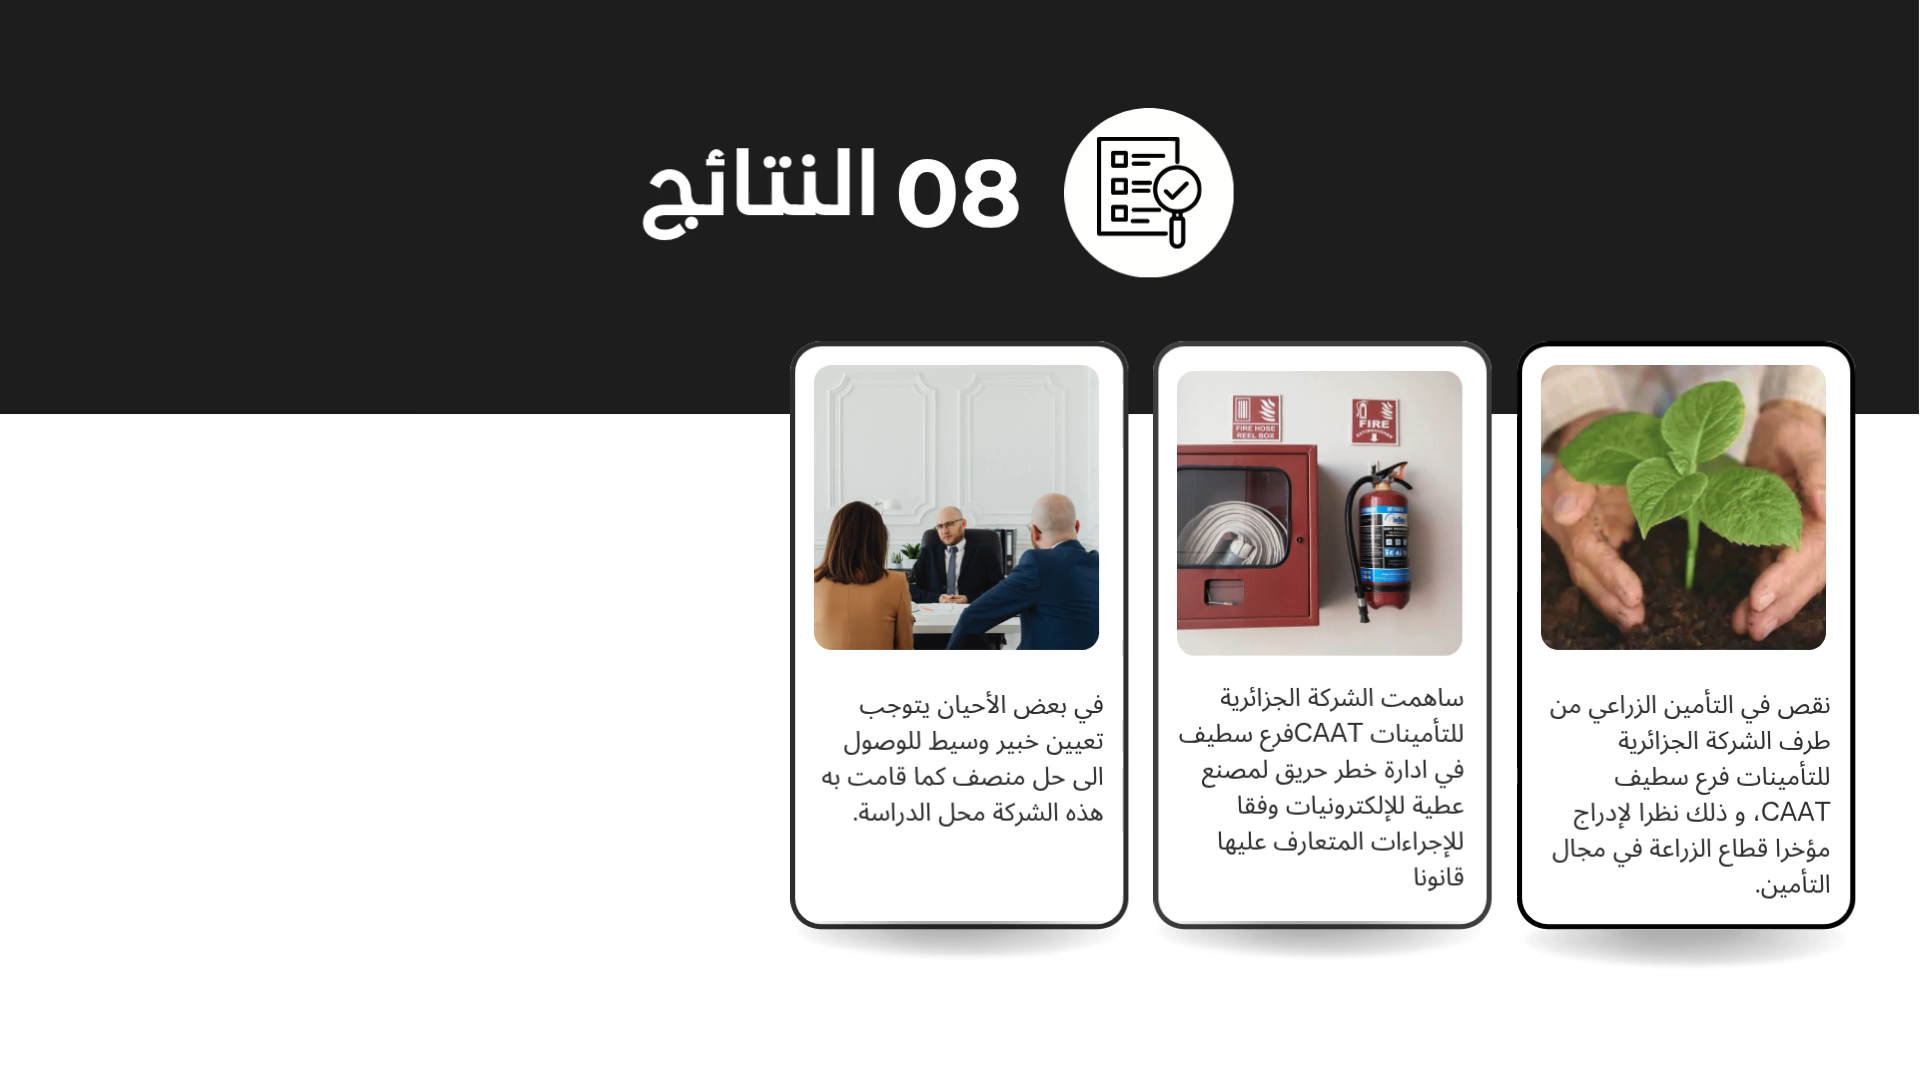 08 النتائج
نقص في التأمين الزراعي من
طرف الشركة الجزائرية
للتأمينات فرع سطيف
CAAT، و ذلك نظرا لإدراج
مؤخرا قطاع الزراعة في مجال
التأمين.
FIRE HOSE
REEL BOX
FIRE
EXTINGUISHER
ساهمت الشركة الجزائرية
للتأمينات CAATفرع سطيف
في ادارة خطر حريق لمصنع
عطية للإلكترونيات وفقا
للإجراءات المتعارف عليها
قانونا
في بعض الأحيان يتوجب
تعيين خبير وسيط للوصول
الى حل منصف كما قامت به
هذه الشركة محل الدراسة.